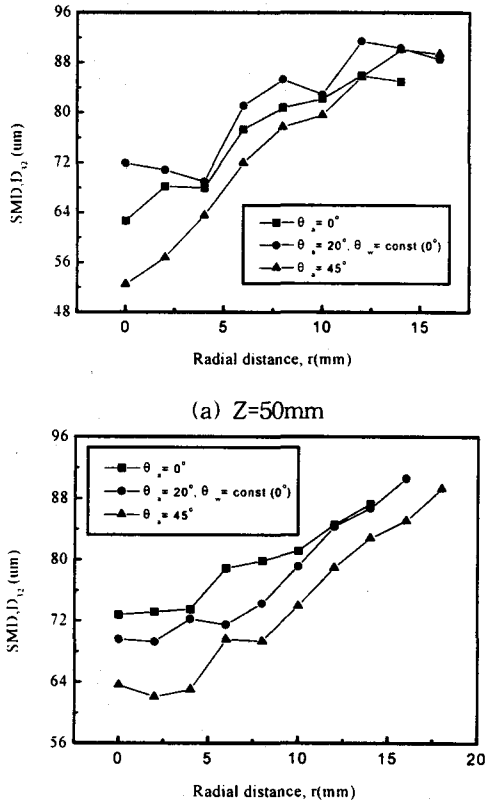 96
88
80
72
64
56
48
SMD,D₃₂ (um)
θₐ= 0°
θₐ= 20°, θ_w= const (0°)
θₐ= 45°
0 5 10 15
Radial distance, r(mm)
(a) Z=50mm
96
88
80
72
64
56
SMD,D₃₂ (um)
θₐ= 0°
θₐ= 20°, θ_w= const (0°)
θₐ= 45°
0 5 10 15 20
Radial distance, r(mm)